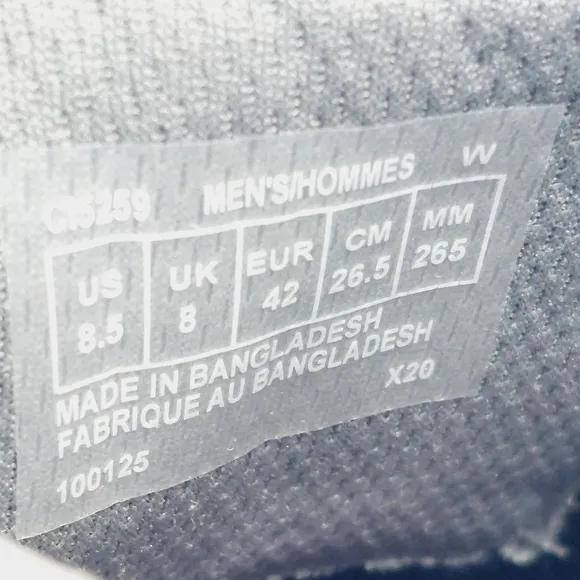 MEN'S/HOMMES W
US UK EUR CM MM
8.5 8 42 26.5 265
MADE IN BANGLADESH
FABRIQUE AU BANGLADESH
X20
100125